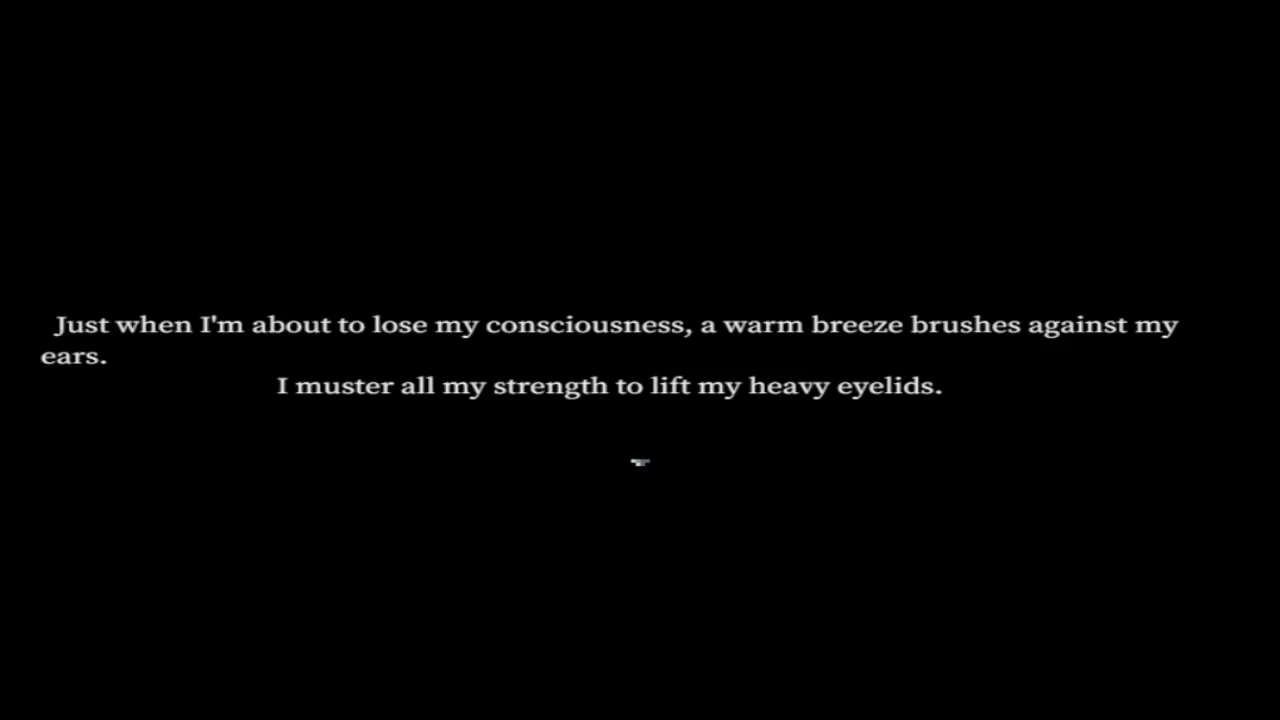 Just when I'm about to lose my consciousness, a warm breeze brushes against my
ears.
I muster all my strength to lift my heavy eyelids.